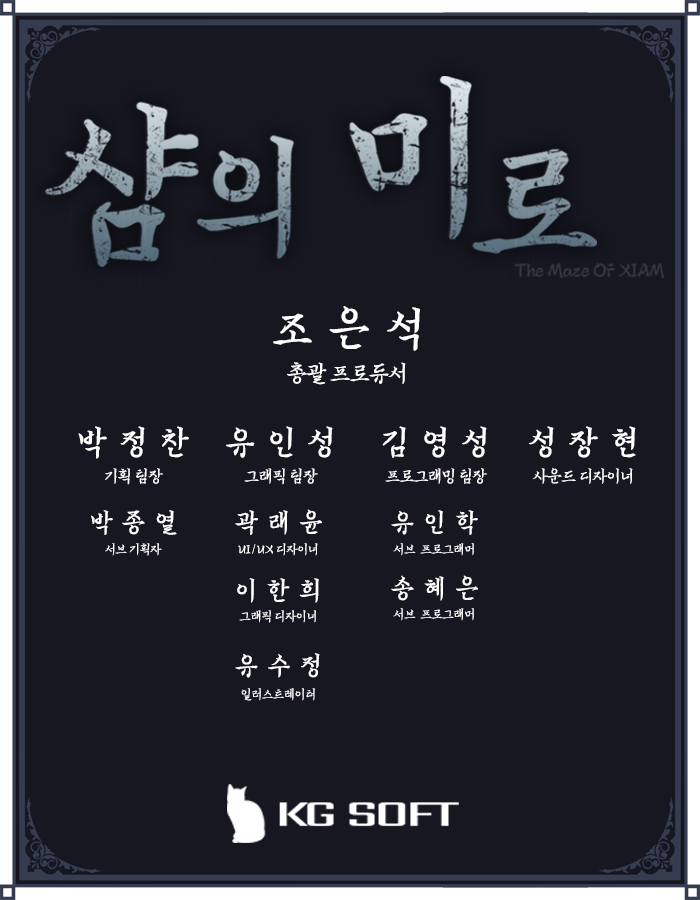 샴의 미로
The Maze Of XIAM
조은석
총괄 프로듀서
박정찬 유인성 김영성 성장현
기획 팀장 그래픽 팀장 프로그래밍 팀장 사운드 디자이너
박종열 곽래윤 유인학
서브 기획자 UI/UX 디자이너 서브 프로그래머
이한희 송혜은
그래픽 디자이너 서브 프로그래머
유수정
일러스트레이터
KG SOFT